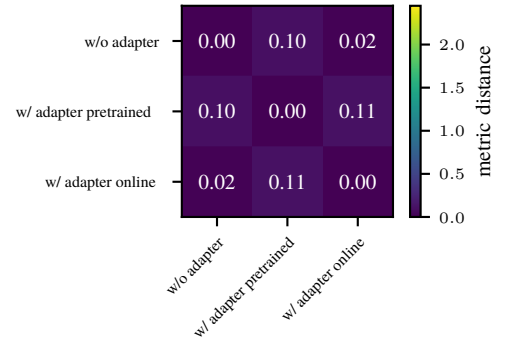 w/o adapter
0.00 0.10 0.02
w/ adapter pretrained
0.10 0.00 0.11
w/ adapter online
0.02 0.11 0.00
w/o adapter
w/ adapter pretrained
w/ adapter online
2.0
1.5
1.0
0.5
0.0
metric distance